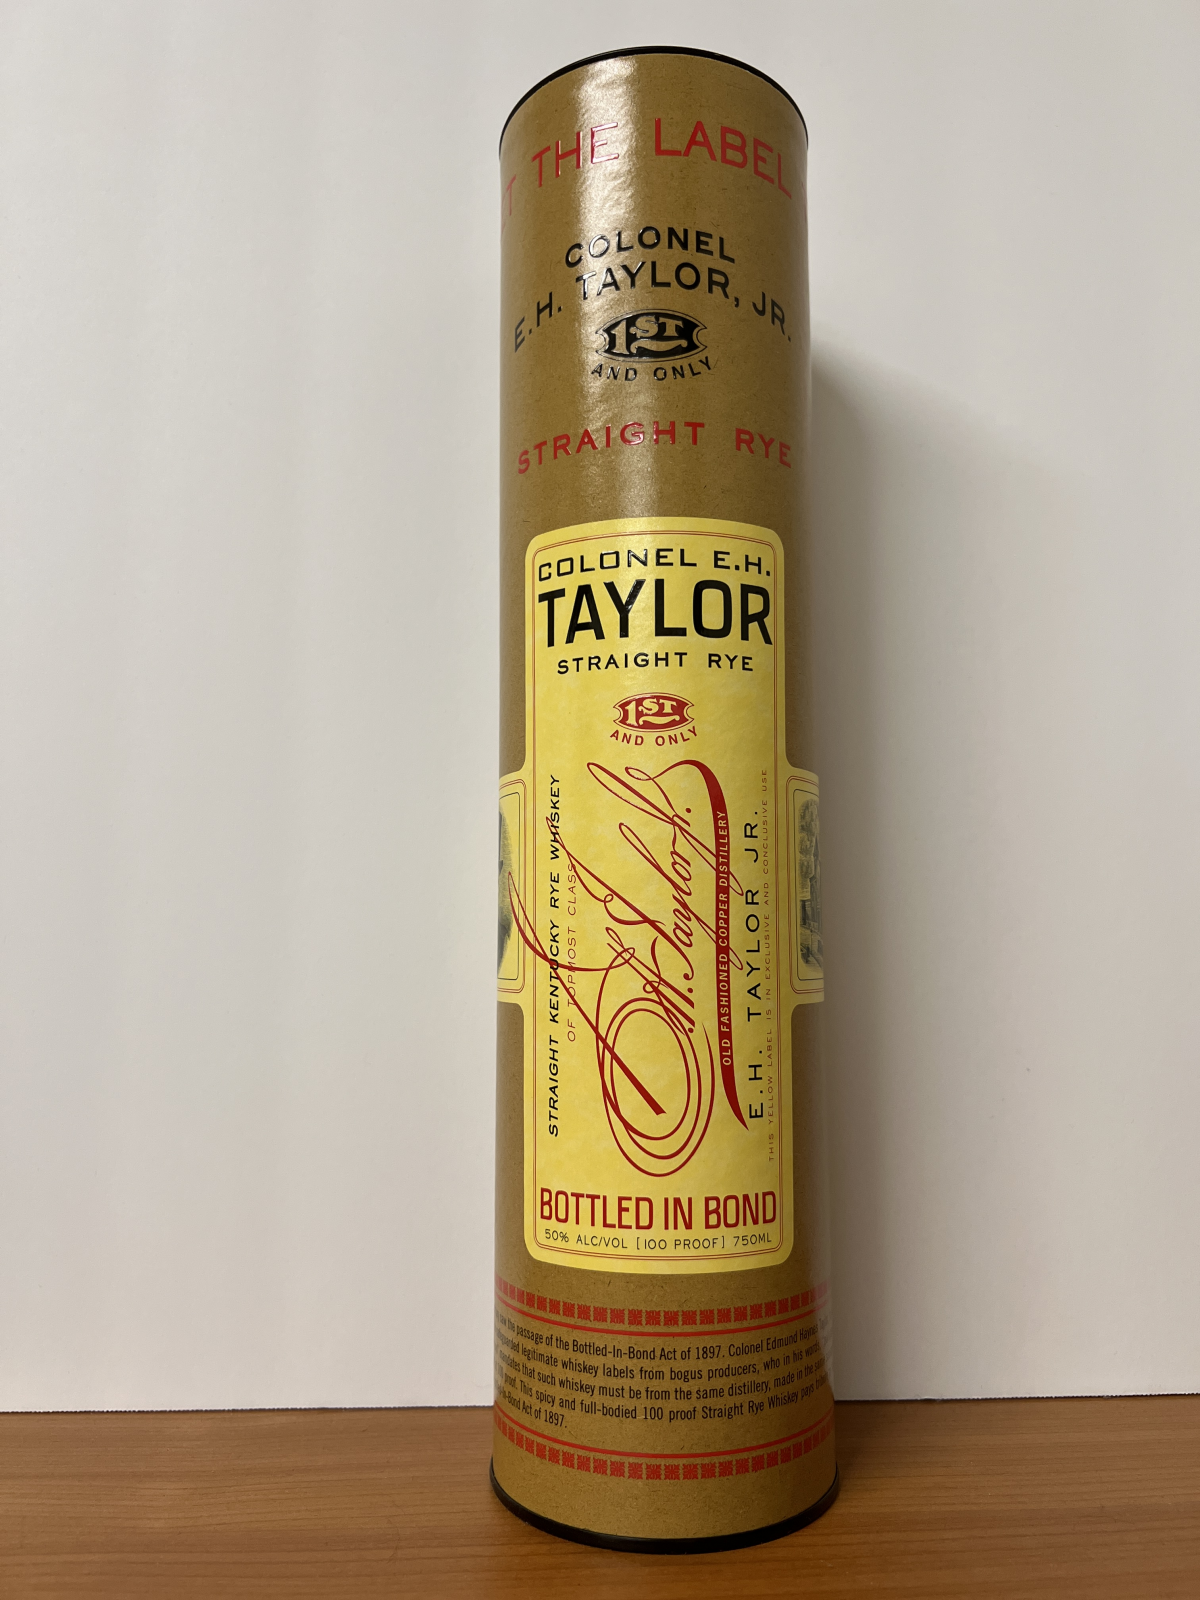 THE LABEL
COLONEL
E.H. TAYLOR, JR.
1ST
AND ONLY
STRAIGHT RYE
COLONEL E.H.
TAYLOR
STRAIGHT RYE
1ST
AND ONLY
STRAIGHT KENTUCKY RYE WHISKEY
OF TOPMOST CLASS
E.H. Taylor Jr.
OLD FASHIONED COPPER DISTILLERY
E.H. TAYLOR JR.
THIS YELLOW LABEL IS IN EXCLUSIVE AND CONCLUSIVE USE
BOTTLED IN BOND
50% ALC/VOL [100 PROOF] 750ML
the passage of the Bottled-In-Bond Act of 1897. Colonel Edmund
legitimate whiskey labels from bogus producers, who in his
that such whiskey must be from the same distillery, made in the
proof. This spicy and full-bodied 100 proof Straight Rye Whiskey pays
Act of 1897.